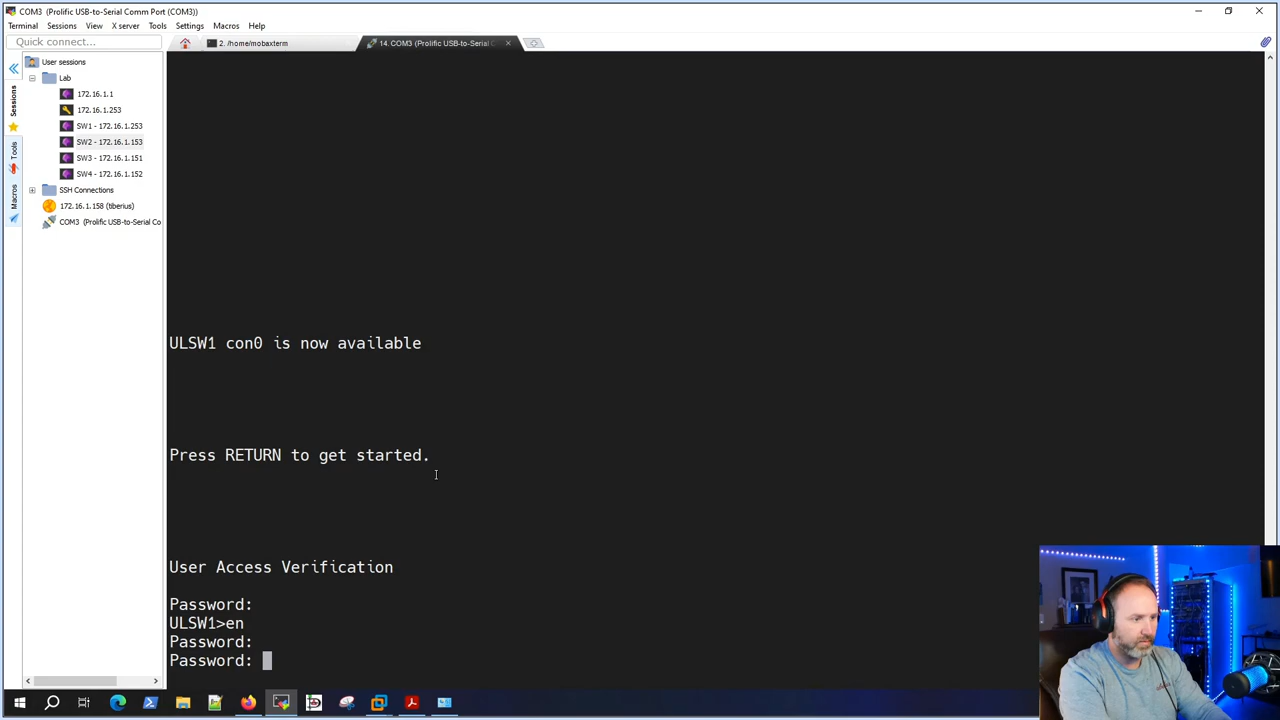 COM3 (Prolific USB-to-Serial Comm Port (COM3))
Terminal Sessions View X server Tools Settings Macros Help
Quick connect...
2. /home/mobaxterm
14. COM3 (Prolific USB-to-Serial C
User sessions
Lab
172.16.1.1
172.16.1.253
SW1 - 172.16.1.253
SW2 - 172.16.1.153
SW3 - 172.16.1.151
SW4 - 172.16.1.152
SSH Connections
172.16.1.158 (tiberius)
COM3 (Prolific USB-to-Serial Co
Sessions
Tools
Macros
ULSW1 con0 is now available
Press RETURN to get started.
User Access Verification
Password:
ULSW1>en
Password:
Password: